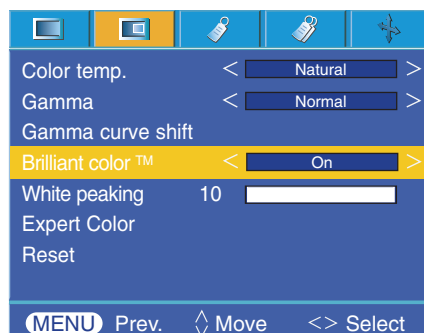 Color temp. < Natural >
Gamma < Normal >
Gamma curve shift
Brilliant color ™ < On >
White peaking 10
Expert Color
Reset
MENU Prev. Move <> Select